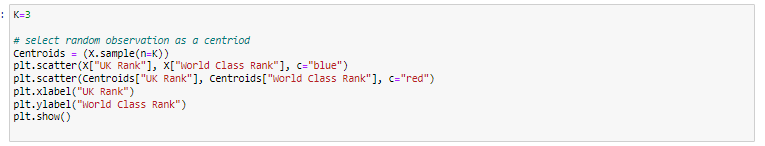 : K=3
# select random observation as a centriod
Centroids = (X.sample(n=K))
plt.scatter(X["UK Rank"], X["World Class Rank"], c="blue")
plt.scatter(Centroids["UK Rank"], Centroids["World Class Rank"], c="red")
plt.xlabel("UK Rank")
plt.ylabel("World Class Rank")
plt.show()